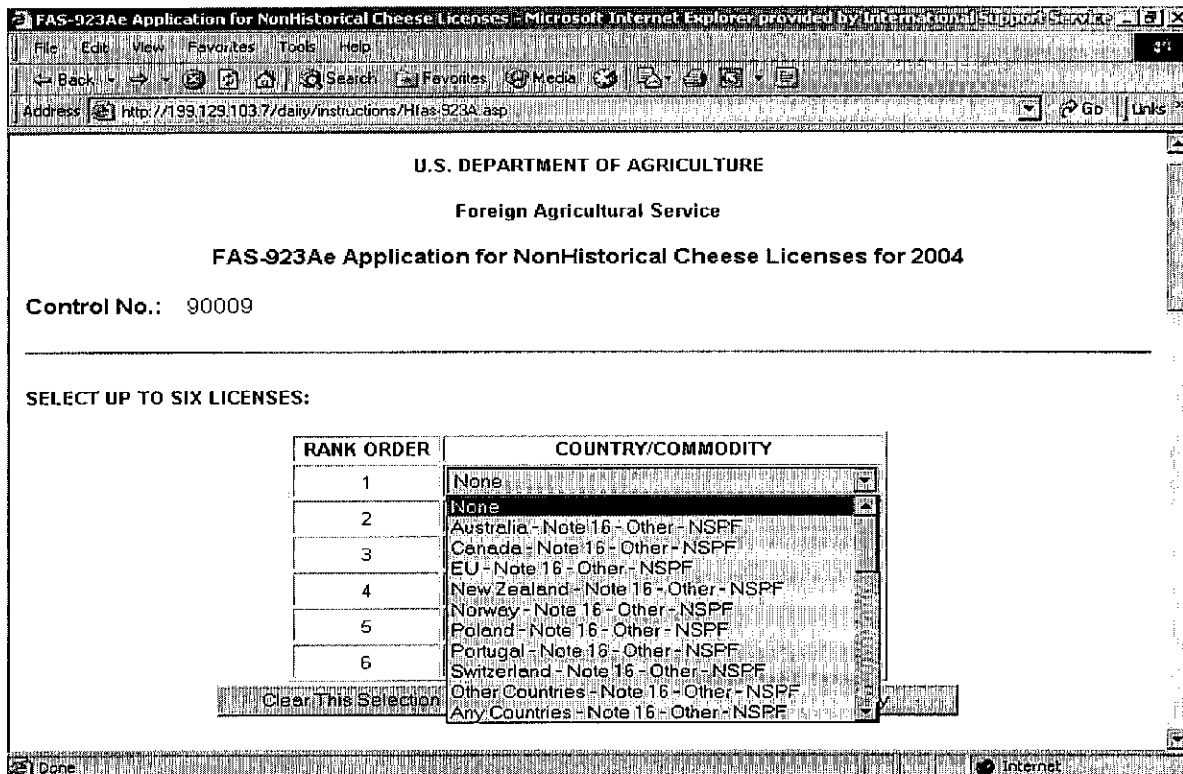 FAS-923Ae Application for NonHistorical Cheese Licenses - Microsoft Internet Explorer provided by International Support Service
File Edit View Favorites Tools Help
Back Search Favorites Media
Address http://199.129.103.7/dairy/instructions/Hfas-923A.asp Go Links
U.S. DEPARTMENT OF AGRICULTURE
Foreign Agricultural Service
FAS-923Ae Application for NonHistorical Cheese Licenses for 2004
Control No.: 90009
SELECT UP TO SIX LICENSES:
RANK ORDER COUNTRY/COMMODITY
1 None
None
2 Australia - Note 16 - Other - NSPF
Canada - Note 16 - Other - NSPF
3 EU - Note 16 - Other - NSPF
4 New Zealand - Note 16 - Other - NSPF
Norway - Note 16 - Other - NSPF
5 Poland - Note 16 - Other - NSPF
Portugal - Note 16 - Other - NSPF
6 Switzerland - Note 16 - Other - NSPF
Other Countries - Note 16 - Other - NSPF
Clear This Selection Any Countries - Note 16 - Other - NSPF y
Done Internet